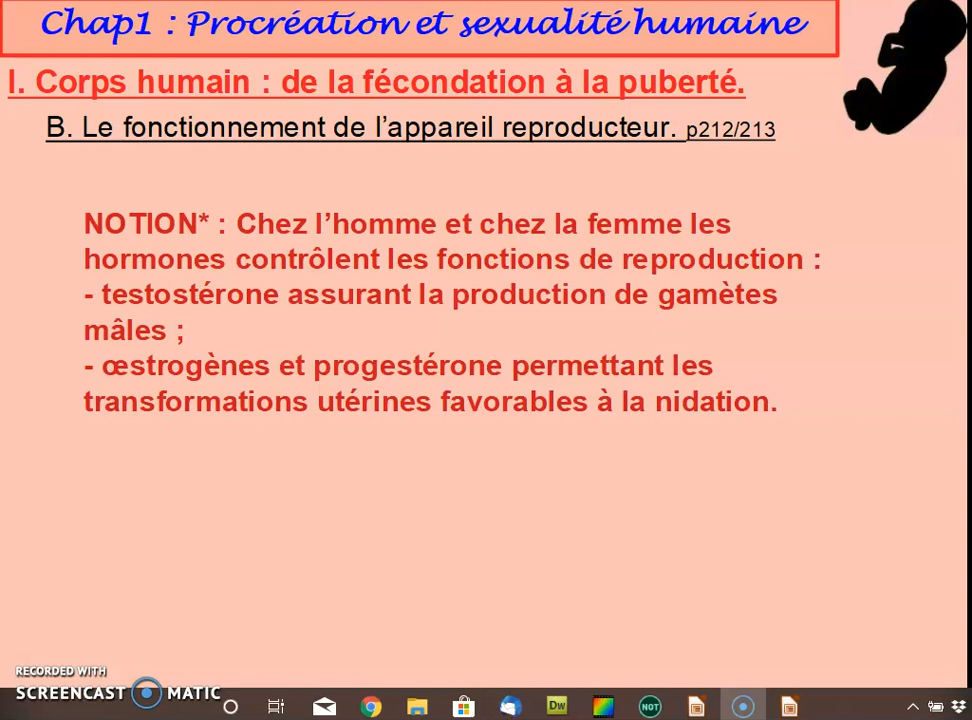 Chap1 : Procréation et sexualité humaine
I. Corps humain : de la fécondation à la puberté.
B. Le fonctionnement de l’appareil reproducteur. p212/213
NOTION* : Chez l’homme et chez la femme les
hormones contrôlent les fonctions de reproduction :
- testostérone assurant la production de gamètes
mâles ;
- œstrogènes et progestérone permettant les
transformations utérines favorables à la nidation.
RECORDED WITH
SCREENCAST MATIC
Dw
NOT